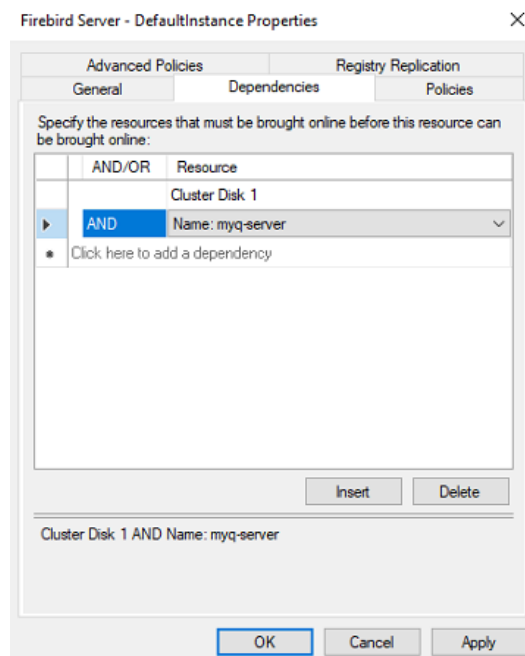 Firebird Server - DefaultInstance Properties
Advanced Policies Registry Replication
General Dependencies Policies
Specify the resources that must be brought online before this resource can
be brought online:
AND/OR Resource
Cluster Disk 1
AND Name: myq-server
Click here to add a dependency
Insert Delete
Cluster Disk 1 AND Name: myq-server
OK Cancel Apply